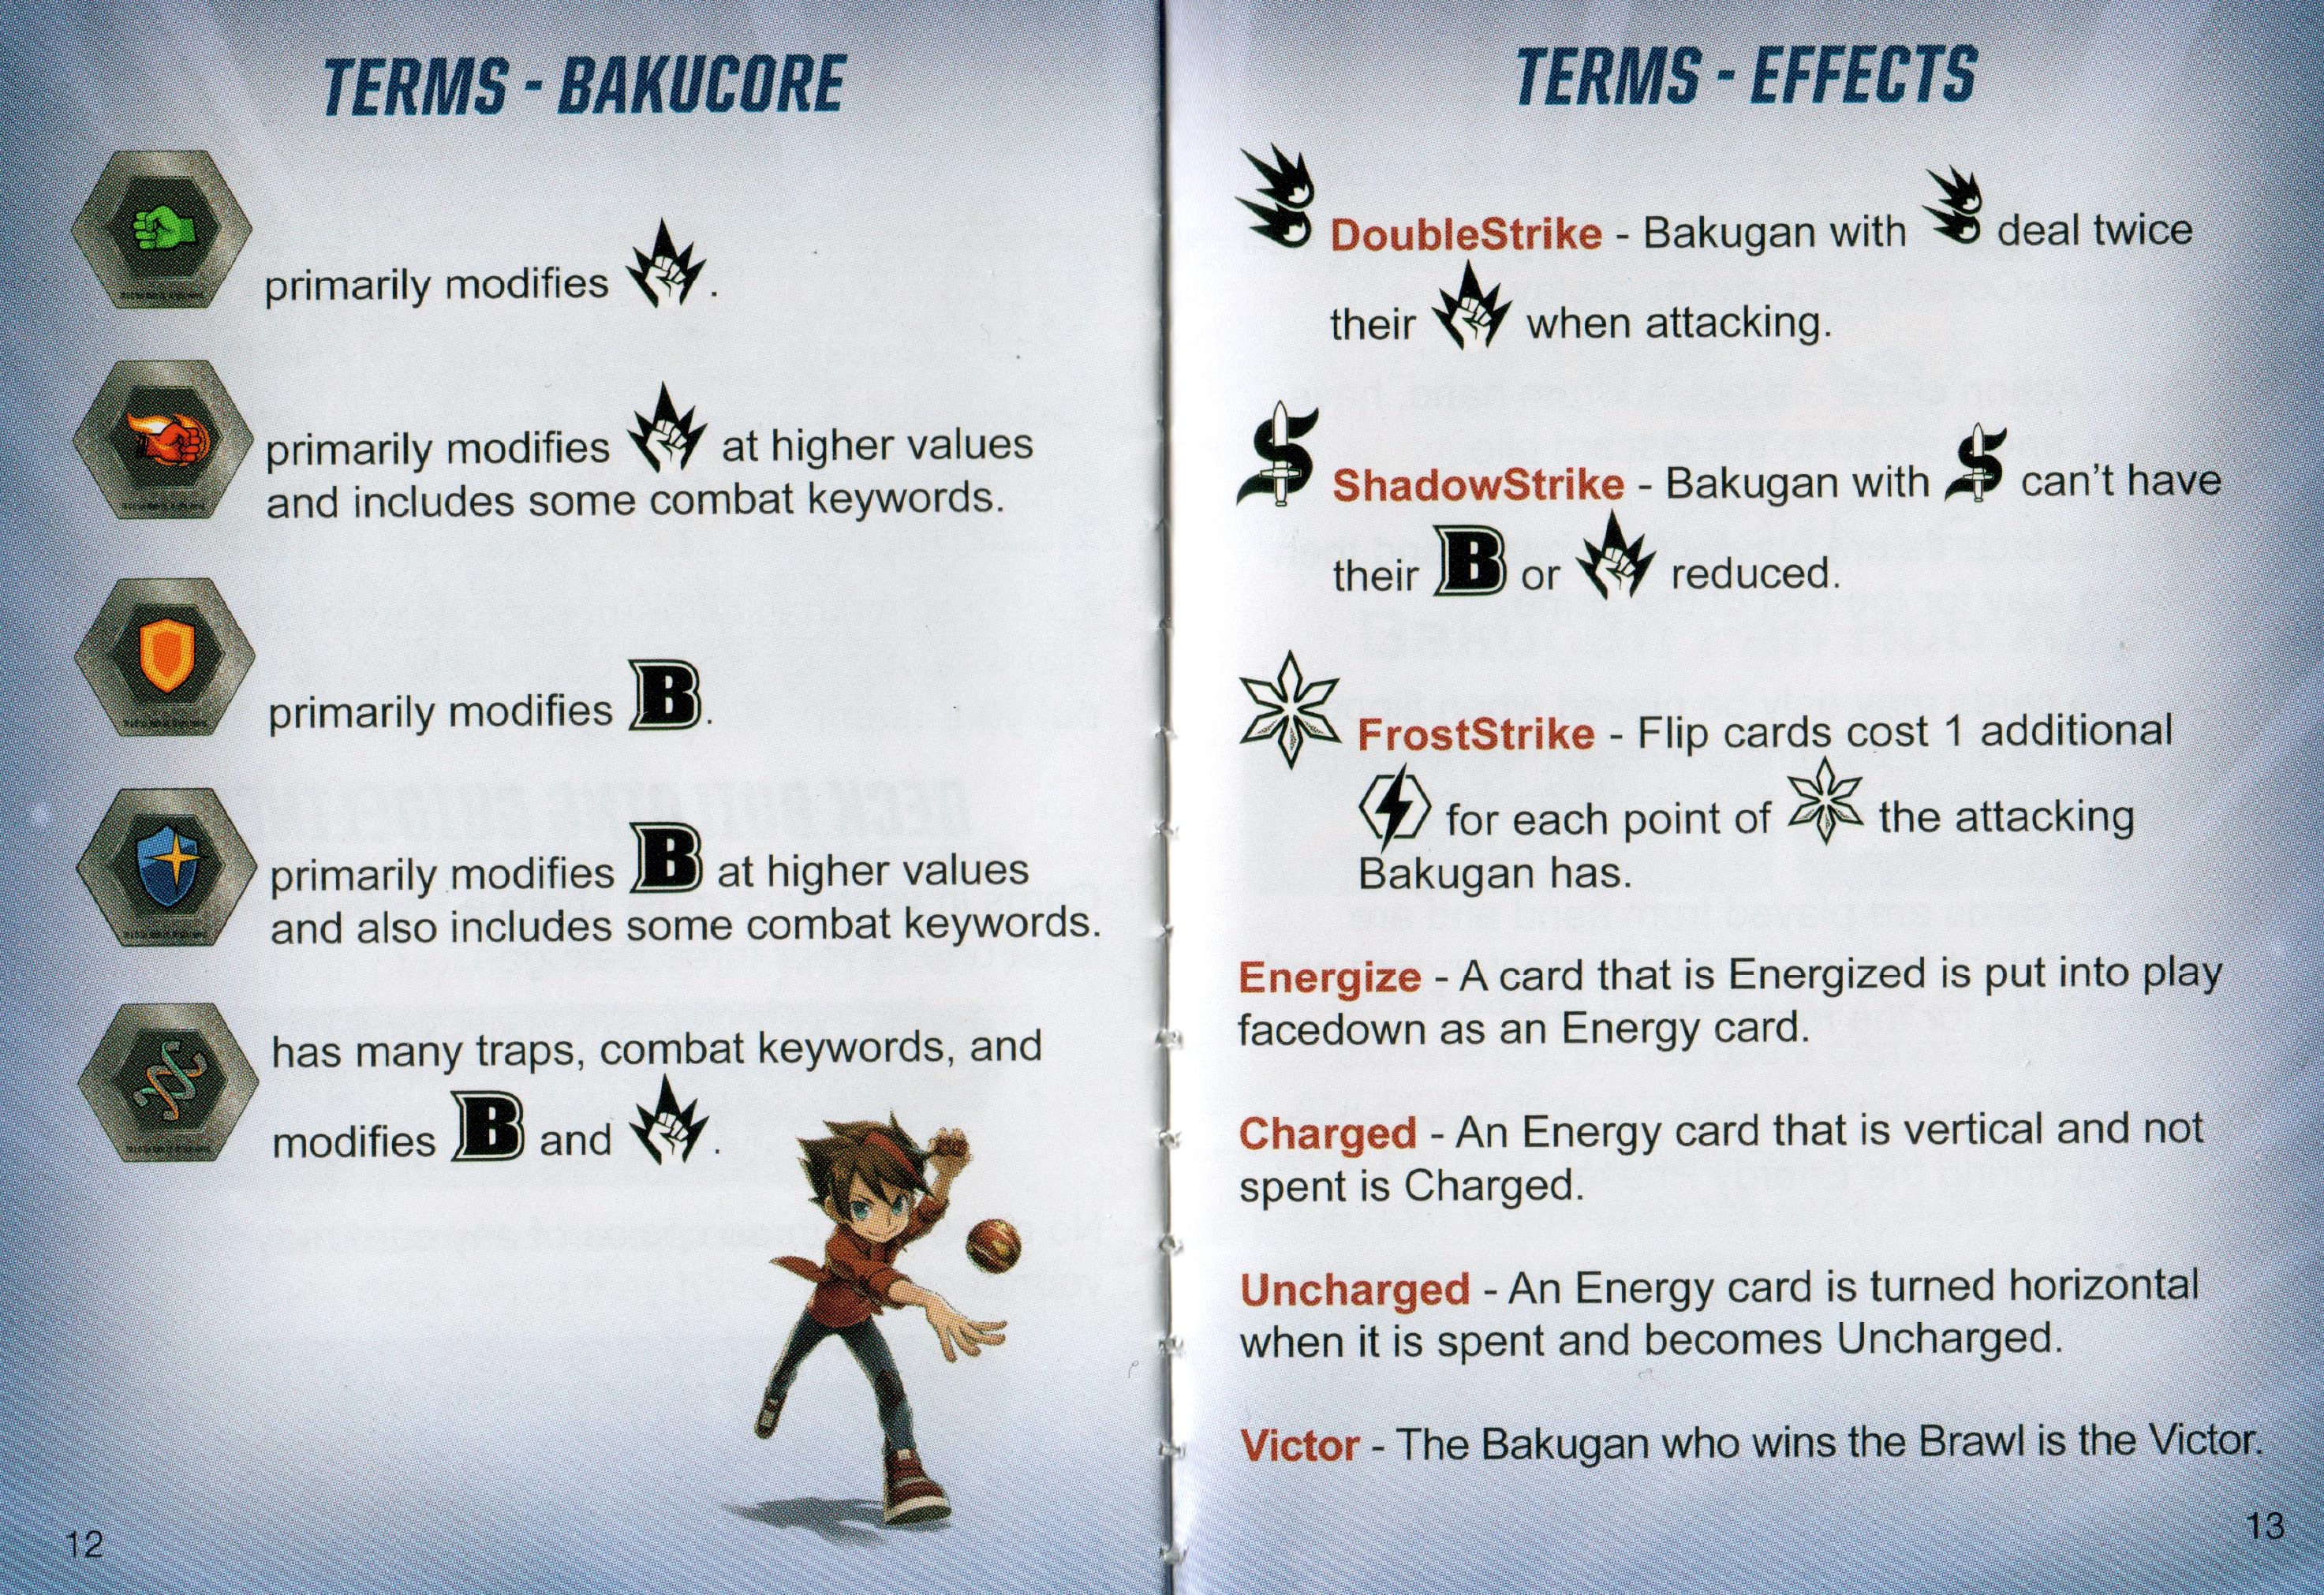 TERMS - BAKUCORE
primarily modifies .
primarily modifies at higher values
and includes some combat keywords.
primarily modifies B.
primarily modifies B at higher values
and also includes some combat keywords.
has many traps, combat keywords, and
modifies B and .
12
TERMS - EFFECTS
DoubleStrike - Bakugan with deal twice
their when attacking.
S ShadowStrike - Bakugan with S can't have
their B or reduced.
FrostStrike - Flip cards cost 1 additional
for each point of the attacking
Bakugan has.
Energize - A card that is Energized is put into play
facedown as an Energy card.
Charged - An Energy card that is vertical and not
spent is Charged.
Uncharged - An Energy card is turned horizontal
when it is spent and becomes Uncharged.
Victor - The Bakugan who wins the Brawl is the Victor.
13